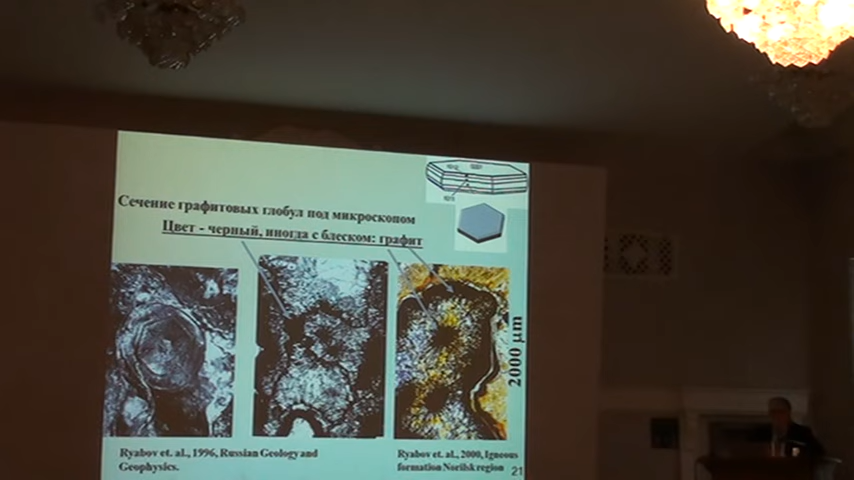 Сечение графитовых глобул под микроскопом
Цвет - черный, иногда с блеском: графит
2000 µm
Ryabov et. al., 1996, Russian Geology and
Geophysics.
Ryabov et. al., 2000, Igneous
formation Norilsk region
21